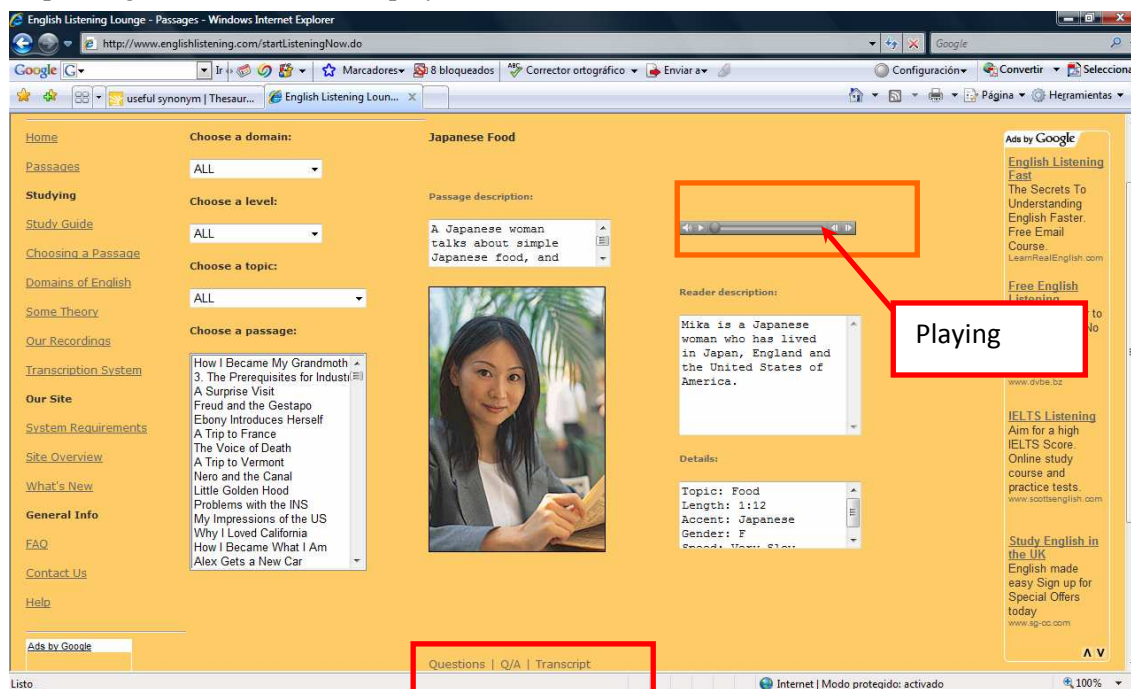 English Listening Lounge - Passages - Windows Internet Explorer
http://www.englishlistening.com/startListeningNow.do
Google
Google G Ir Marcadores 8 bloqueados Corrector ortográfico Enviar a Configuración Convertir Selecciona
useful synonym | Thesaur... English Listening Loun... X Página Herramientas
Home
Passages
Studying
Study Guide
Choosing a Passage
Domains of English
Some Theory
Our Recordings
Transcription System
Our Site
System Requirements
Site Overview
What's New
General Info
FAQ
Contact Us
Help
Ads by Google
Choose a domain:
ALL
Choose a level:
ALL
Choose a topic:
ALL
Choose a passage:
How I Became My Grandmoth
3. The Prerequisites for Industri
A Surprise Visit
Freud and the Gestapo
Ebony Introduces Herself
A Trip to France
The Voice of Death
A Trip to Vermont
Nero and the Canal
Little Golden Hood
Problems with the INS
My Impressions of the US
Why I Loved California
How I Became What I Am
Alex Gets a New Car
Japanese Food
Passage description:
A Japanese woman
talks about simple
Japanese food, and
Questions | Q/A | Transcript
Playing
Reader description:
Mika is a Japanese
woman who has lived
in Japan, England and
the United States of
America.
Details:
Topic: Food
Length: 1:12
Accent: Japanese
Gender: F
Speed: Very Slow
Ads by Google
English Listening
Fast
The Secrets To
Understanding
English Faster.
Free Email
Course.
LearnRealEnglish.com
Free English
Listening
to
No
www.dvbe.bz
IELTS Listening
Aim for a high
IELTS Score.
Online study
course and
practice tests.
www.scottsenglish.com
Study English in
the UK
English made
easy Sign up for
Special Offers
today
www.sg-cc.com
Listo Internet | Modo protegido: activado 100%